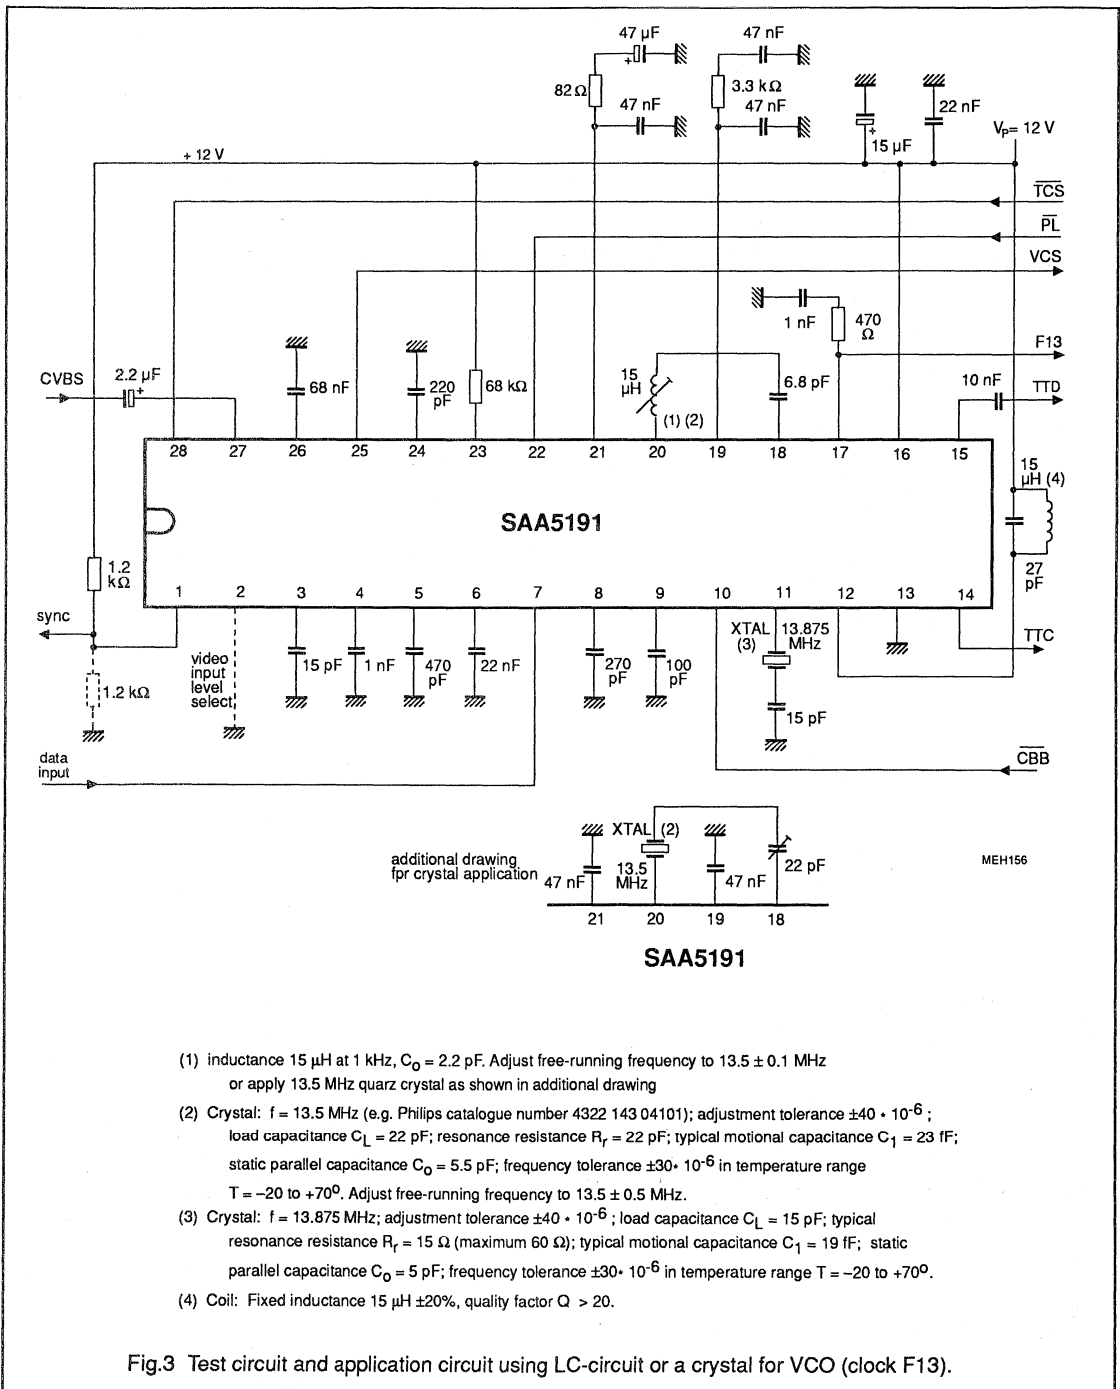 47 µF
47 nF
82 Ω
3.3 kΩ
47 nF
47 nF
22 nF
15 µF
V_P= 12 V
+ 12 V
T̅C̅S̅
P̅L̅
VCS
1 nF
470 Ω
F13
CVBS
2.2 µF
68 nF
220 pF
68 kΩ
15 µH
(1) (2)
6.8 pF
10 nF
TTD
28 27 26 25 24 23 22 21 20 19 18 17 16 15
15 µH (4)
SAA5191
27 pF
1.2 kΩ
1 2 3 4 5 6 7 8 9 10 11 12 13 14
sync
video input level select
15 pF
1 nF
470 pF
22 nF
270 pF
100 pF
XTAL (3)
13.875 MHz
T̅T̅C
1.2 kΩ
15 pF
data input
C̅B̅B̅
additional drawing
fpr crystal application
47 nF
XTAL (2)
13.5 MHz
47 nF
22 pF
MEH156
21 20 19 18
SAA5191
(1) inductance 15 µH at 1 kHz, C₀ = 2.2 pF. Adjust free-running frequency to 13.5 ± 0.1 MHz
or apply 13.5 MHz quarz crystal as shown in additional drawing
(2) Crystal: f = 13.5 MHz (e.g. Philips catalogue number 4322 143 04101); adjustment tolerance ±40 • 10⁻⁶ ;
load capacitance C_L = 22 pF; resonance resistance R_r = 22 pF; typical motional capacitance C₁ = 23 fF;
static parallel capacitance C₀ = 5.5 pF; frequency tolerance ±30• 10⁻⁶ in temperature range
T = –20 to +70º. Adjust free-running frequency to 13.5 ± 0.5 MHz.
(3) Crystal: f = 13.875 MHz; adjustment tolerance ±40 • 10⁻⁶ ; load capacitance C_L = 15 pF; typical
resonance resistance R_r = 15 Ω (maximum 60 Ω); typical motional capacitance C₁ = 19 fF; static
parallel capacitance C₀ = 5 pF; frequency tolerance ±30• 10⁻⁶ in temperature range T = –20 to +70º.
(4) Coil: Fixed inductance 15 µH ±20%, quality factor Q > 20.
Fig.3 Test circuit and application circuit using LC-circuit or a crystal for VCO (clock F13).